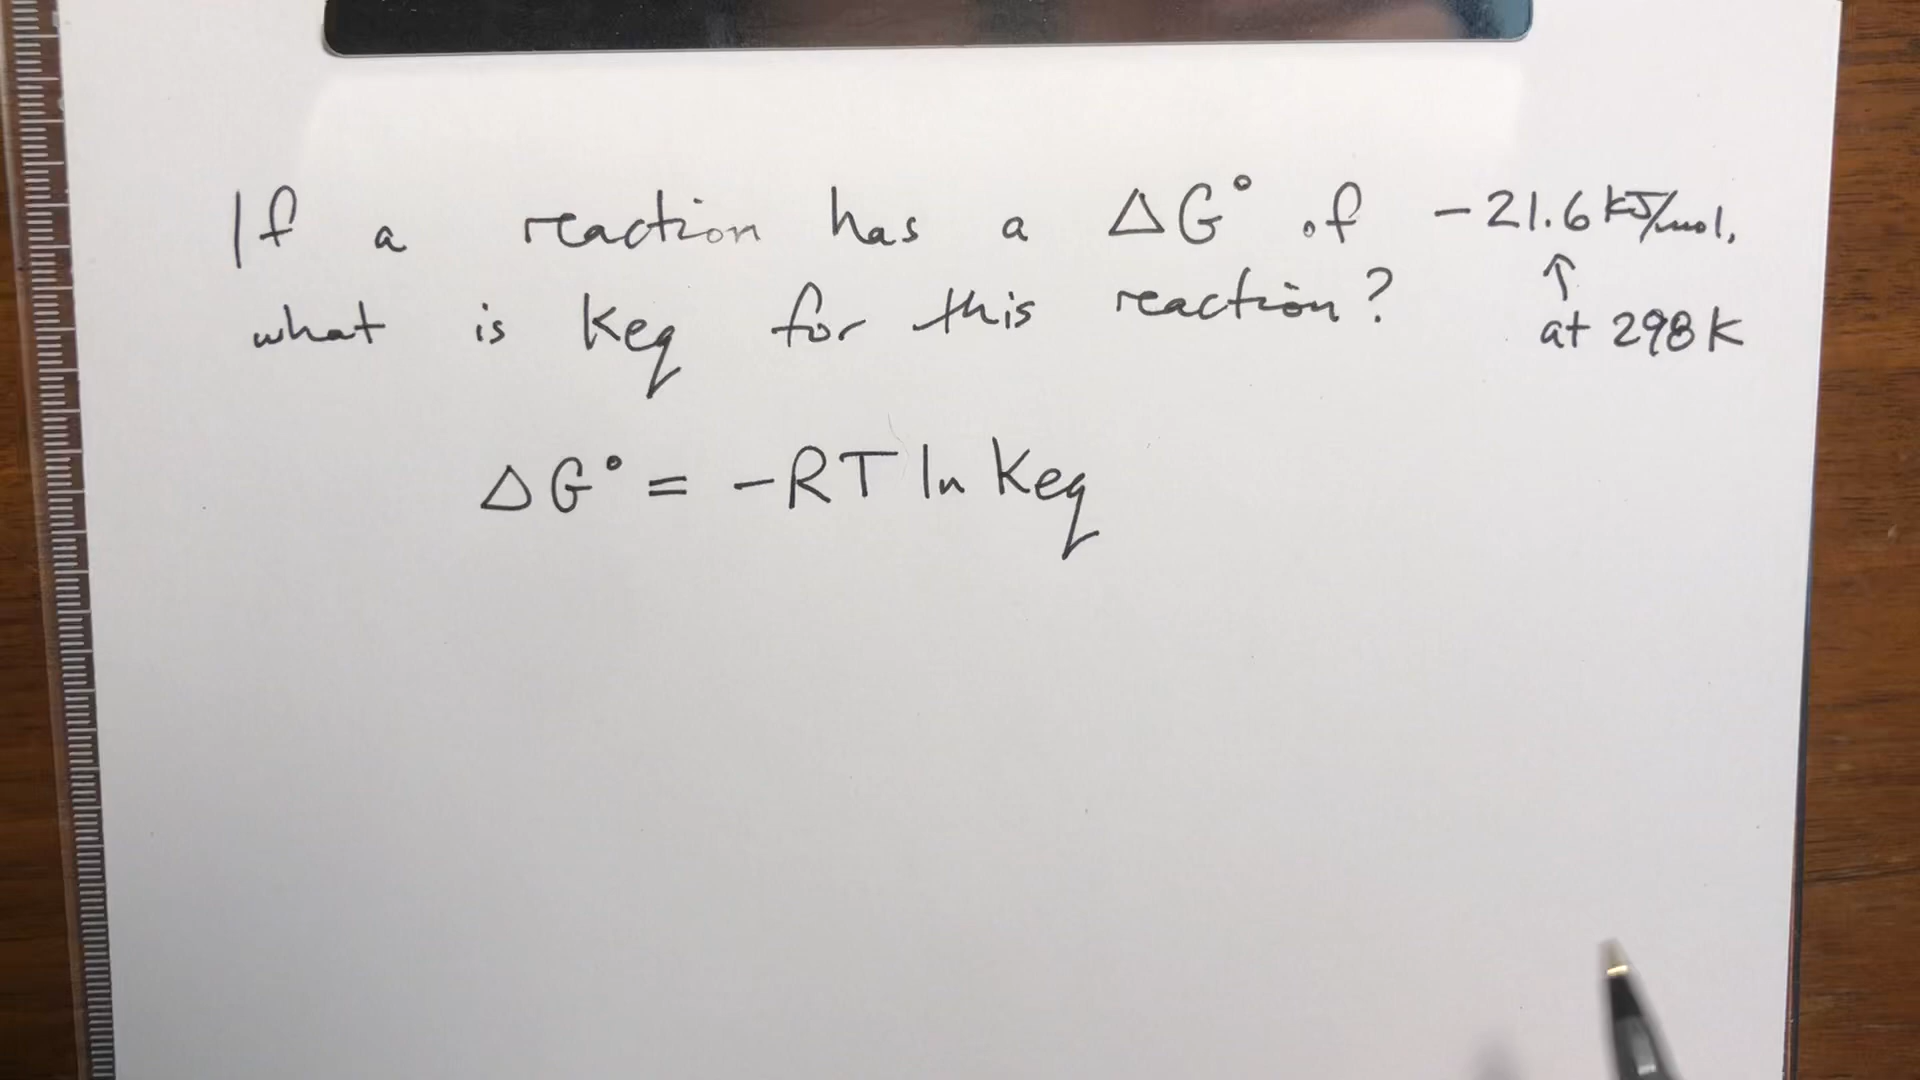 If a reaction has a ΔG° of -21.6 kJ/mol,
what is Keq for this reaction?
↑
at 298 K
ΔG° = -RT ln Keq